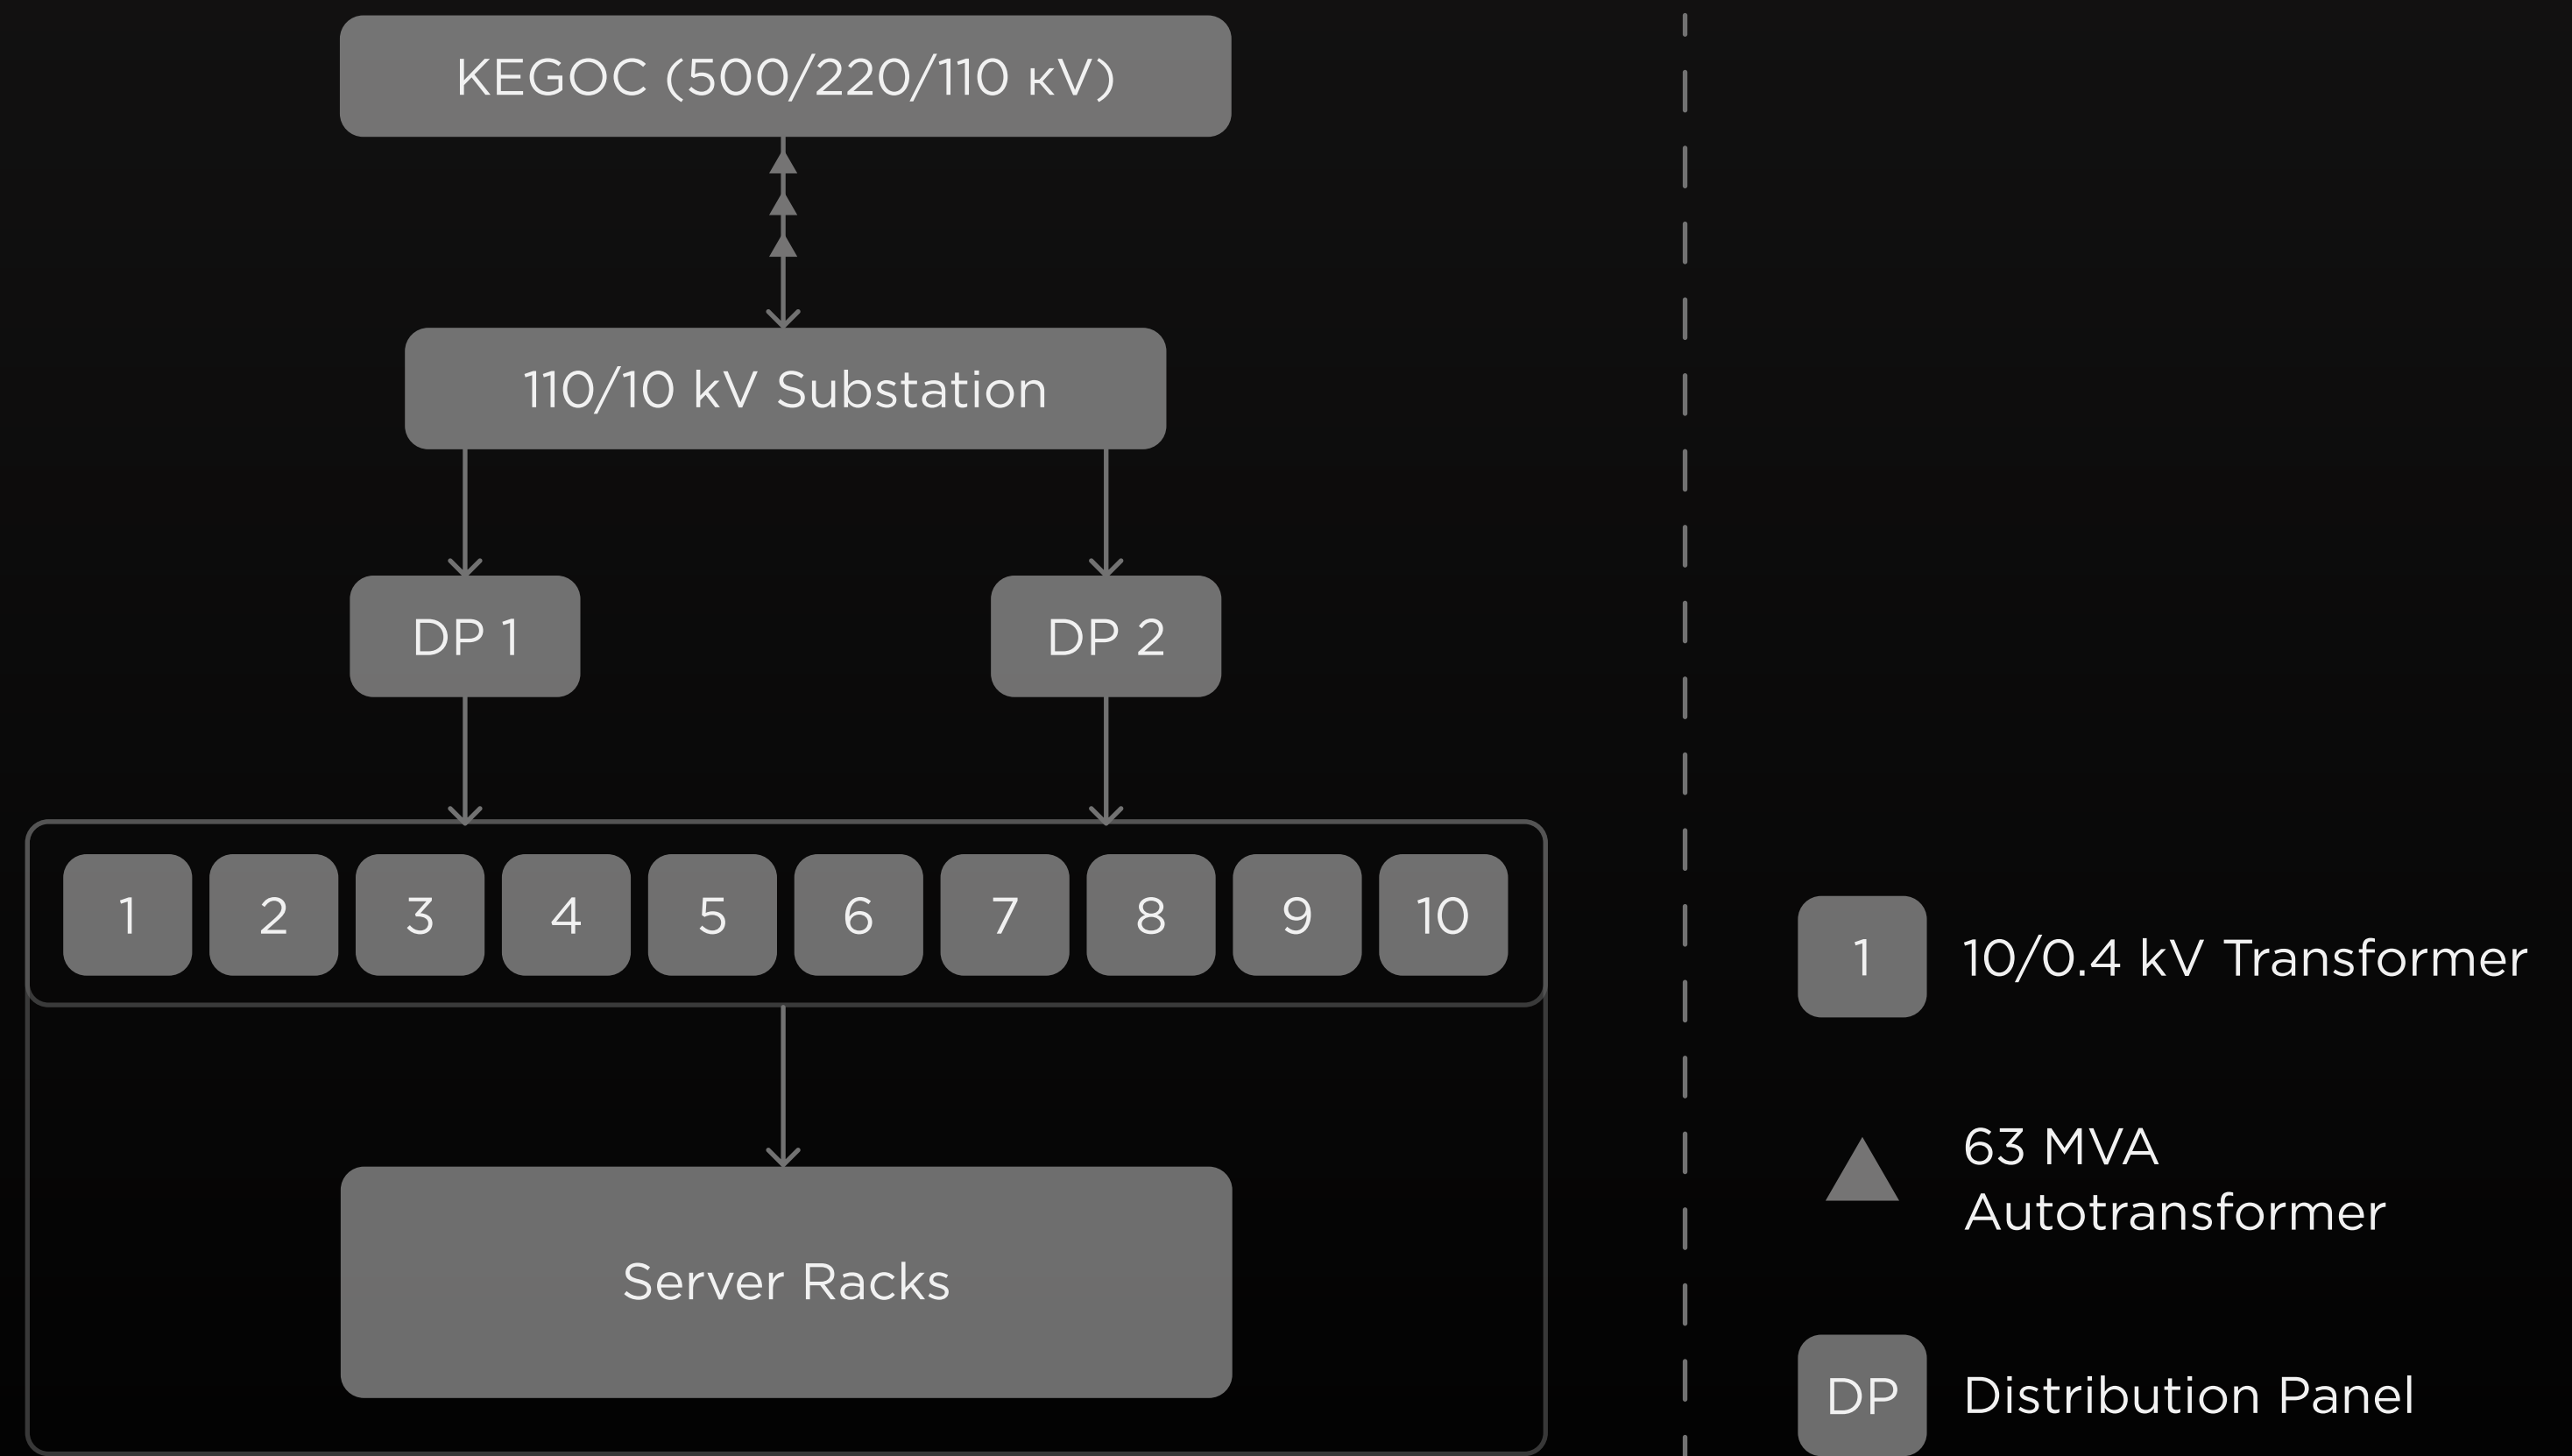 KEGOC (500/220/110 кV)
110/10 kV Substation
DP 1
DP 2
1
2
3
4
5
6
7
8
9
10
Server Racks
1
10/0.4 kV Transformer
63 MVA
Autotransformer
DP
Distribution Panel